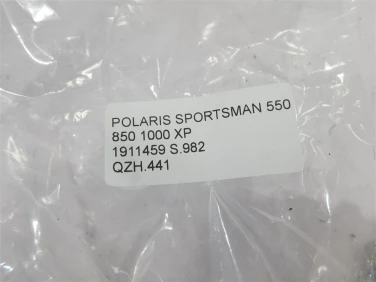 POLARIS SPORTSMAN 550
850 1000 XP
1911459 S.982
QZH.441